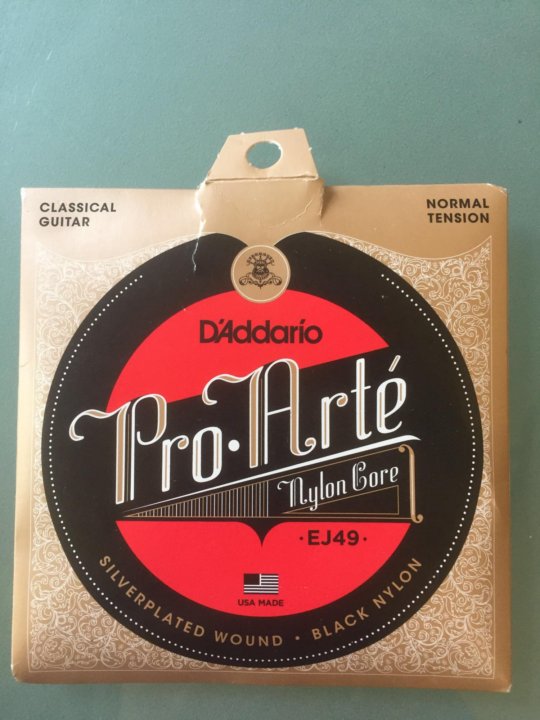 CLASSICAL
GUITAR
NORMAL
TENSION
D'Addario
Pro·Arté
Nylon Core
·EJ49·
USA MADE
SILVERPLATED WOUND · BLACK NYLON